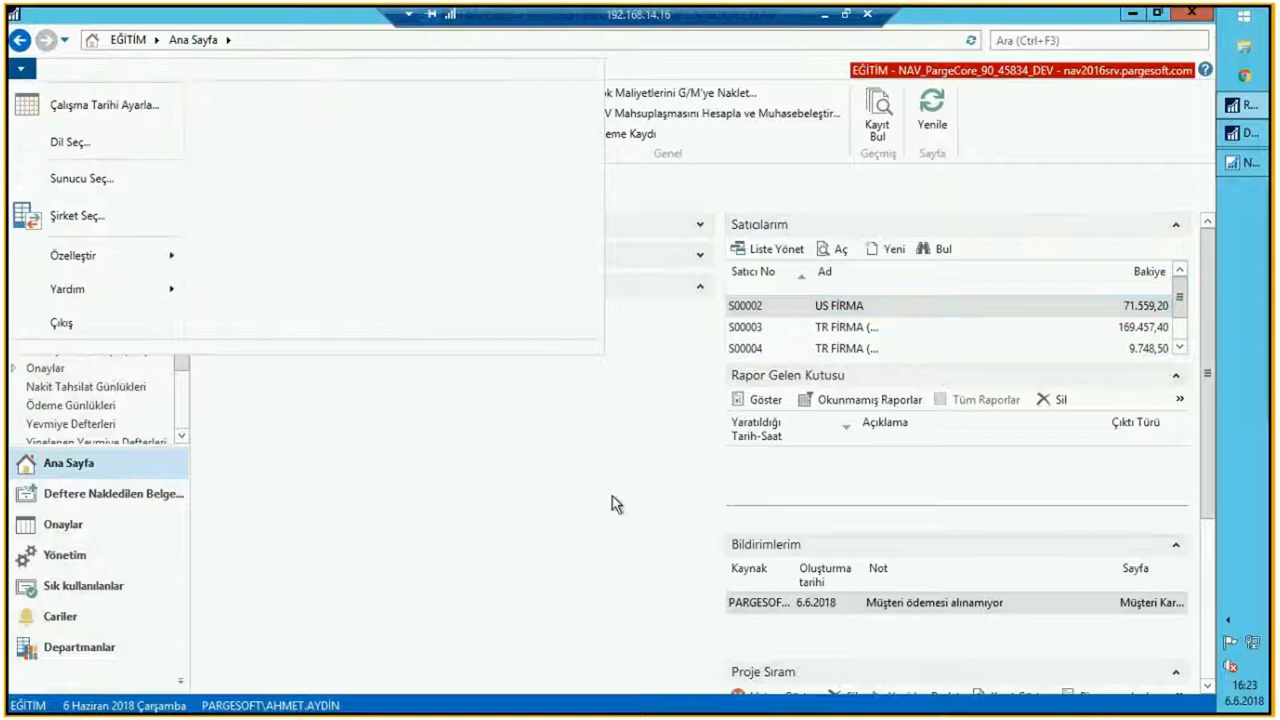 192.168.14.16
EĞİTİM
Ana Sayfa
Ara (Ctrl+F3)
EĞİTİM - NAV_PargeCore_90_45834_DEV - nav2016srv.pargesoft.com
Çalışma Tarihi Ayarla...
Dil Seç...
Sunucu Seç...
Şirket Seç...
Özelleştir
Yardım
Çıkış
ok Maliyetlerini G/M'ye Naklet...
V Mahsuplaşmasını Hesapla ve Muhasebeleştir...
eme Kaydı
Genel
Kayıt
Bul
Geçmiş
Yenile
Sayfa
R...
D...
N...
Onaylar
Nakit Tahsilat Günlükleri
Ödeme Günlükleri
Yevmiye Defterleri
Yinelenen Yevmiye Defterleri
Ana Sayfa
Deftere Nakledilen Belge...
Onaylar
Yönetim
Sık kullanılanlar
Cariler
Departmanlar
Satıcılarım
Liste Yönet Aç Yeni Bul
Satıcı No Ad Bakiye
S00002 US FİRMA 71.559,20
S00003 TR FİRMA (... 169.457,40
S00004 TR FİRMA (... 9.748,50
Rapor Gelen Kutusu
Göster Okunmamış Raporlar Tüm Raporlar Sil »
Yaratıldığı
Tarih-Saat
Açıklama Çıktı Türü
Bildirimlerim
Kaynak Oluşturma
tarihi
Not Sayfa
PARGESOF... 6.6.2018 Müşteri ödemesi alınamıyor Müşteri Kar...
Proje Sıram
EĞİTİM 6 Haziran 2018 Çarşamba PARGESOFT\AHMET.AYDIN
16:23
6.6.2018